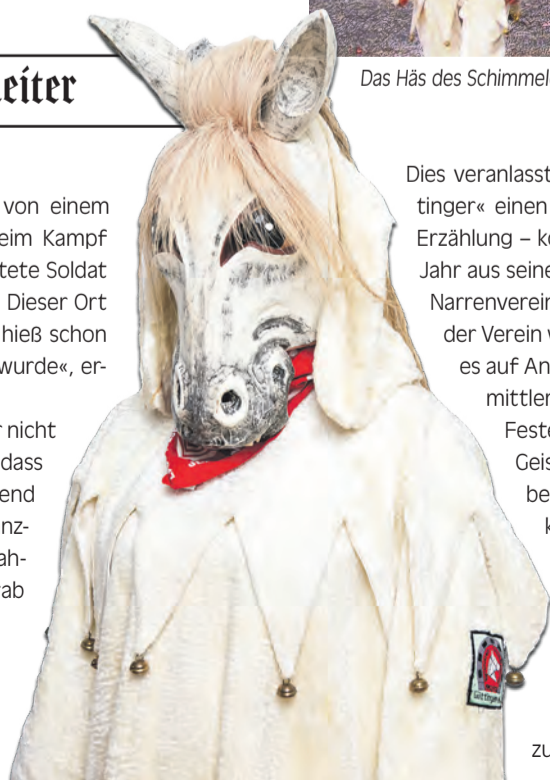 eiter
Das Häs des Schimmel
von einem
eim Kampf
tete Soldat
Dieser Ort
hieß schon
wurde«, er-
r nicht
dass
end
nz-
ah-
ab
Dies veranlasst
tinger« einen
Erzählung – ko
Jahr aus seine
Narrenverein
der Verein
es auf An
mittler
Feste
Geis
be
k
zu